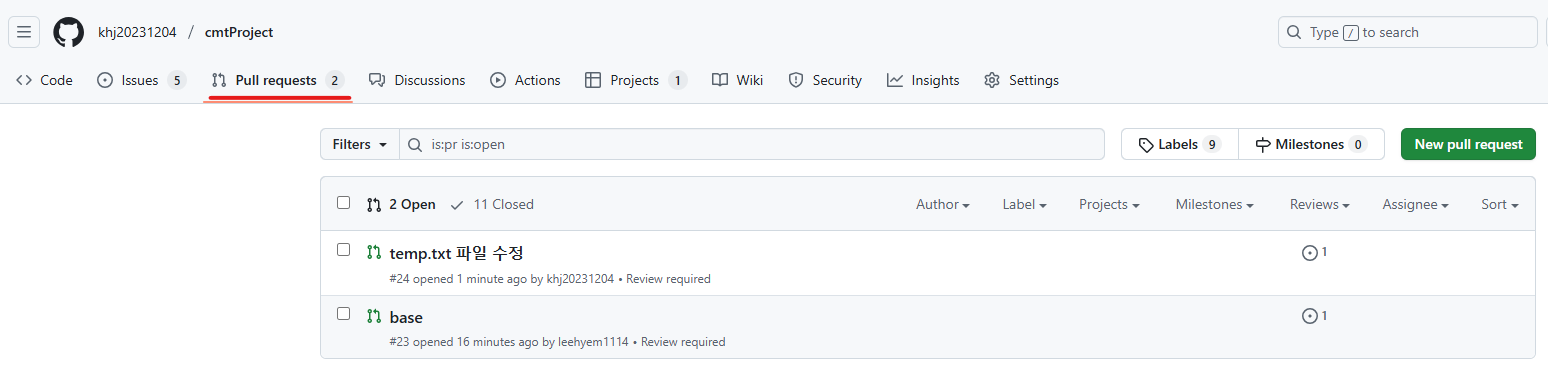 khj20231204 / cmtProject
Type / to search
Code Issues 5 Pull requests 2 Discussions Actions Projects 1 Wiki Security Insights Settings
Filters is:pr is:open Labels 9 Milestones 0 New pull request
2 Open 11 Closed Author Label Projects Milestones Reviews Assignee Sort
temp.txt 파일 수정 1
#24 opened 1 minute ago by khj20231204 • Review required
base 1
#23 opened 16 minutes ago by leehyem1114 • Review required